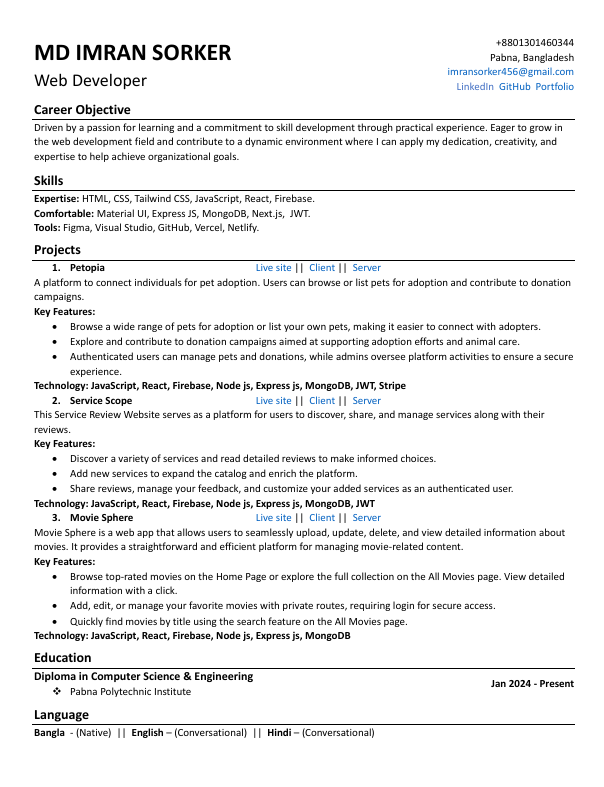 MD IMRAN SORKER
Web Developer
+8801301460344
Pabna, Bangladesh
imransorker456@gmail.com
LinkedIn GitHub Portfolio
Career Objective
Driven by a passion for learning and a commitment to skill development through practical experience. Eager to grow in
the web development field and contribute to a dynamic environment where I can apply my dedication, creativity, and
expertise to help achieve organizational goals.
Skills
Expertise: HTML, CSS, Tailwind CSS, JavaScript, React, Firebase.
Comfortable: Material UI, Express JS, MongoDB, Next.js, JWT.
Tools: Figma, Visual Studio, GitHub, Vercel, Netlify.
Projects
1. Petopia Live site || Client || Server
A platform to connect individuals for pet adoption. Users can browse or list pets for adoption and contribute to donation
campaigns.
Key Features:
• Browse a wide range of pets for adoption or list your own pets, making it easier to connect with adopters.
• Explore and contribute to donation campaigns aimed at supporting adoption efforts and animal care.
• Authenticated users can manage pets and donations, while admins oversee platform activities to ensure a secure
experience.
Technology: JavaScript, React, Firebase, Node js, Express js, MongoDB, JWT, Stripe
2. Service Scope Live site || Client || Server
This Service Review Website serves as a platform for users to discover, share, and manage services along with their
reviews.
Key Features:
• Discover a variety of services and read detailed reviews to make informed choices.
• Add new services to expand the catalog and enrich the platform.
• Share reviews, manage your feedback, and customize your added services as an authenticated user.
Technology: JavaScript, React, Firebase, Node js, Express js, MongoDB, JWT
3. Movie Sphere Live site || Client || Server
Movie Sphere is a web app that allows users to seamlessly upload, update, delete, and view detailed information about
movies. It provides a straightforward and efficient platform for managing movie-related content.
Key Features:
• Browse top-rated movies on the Home Page or explore the full collection on the All Movies page. View detailed
information with a click.
• Add, edit, or manage your favorite movies with private routes, requiring login for secure access.
• Quickly find movies by title using the search feature on the All Movies page.
Technology: JavaScript, React, Firebase, Node js, Express js, MongoDB
Education
Diploma in Computer Science & Engineering
❖ Pabna Polytechnic Institute
Jan 2024 - Present
Language
Bangla - (Native) || English – (Conversational) || Hindi – (Conversational)